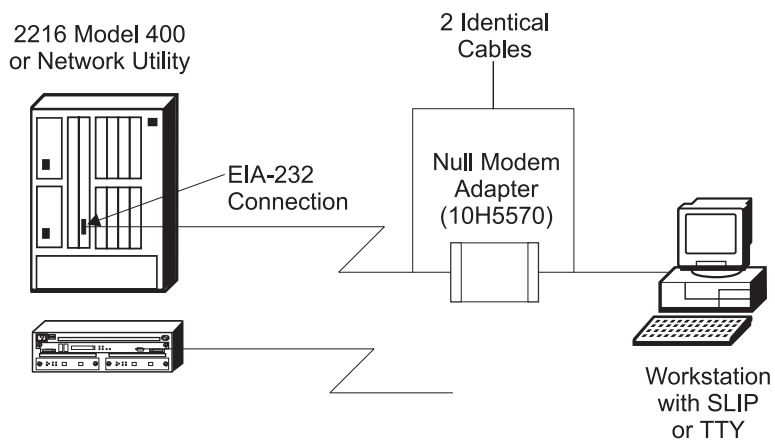 2 Identical
Cables
2216 Model 400
or Network Utility
EIA-232
Connection
Null Modem
Adapter
(10H5570)
Workstation
with SLIP
or TTY